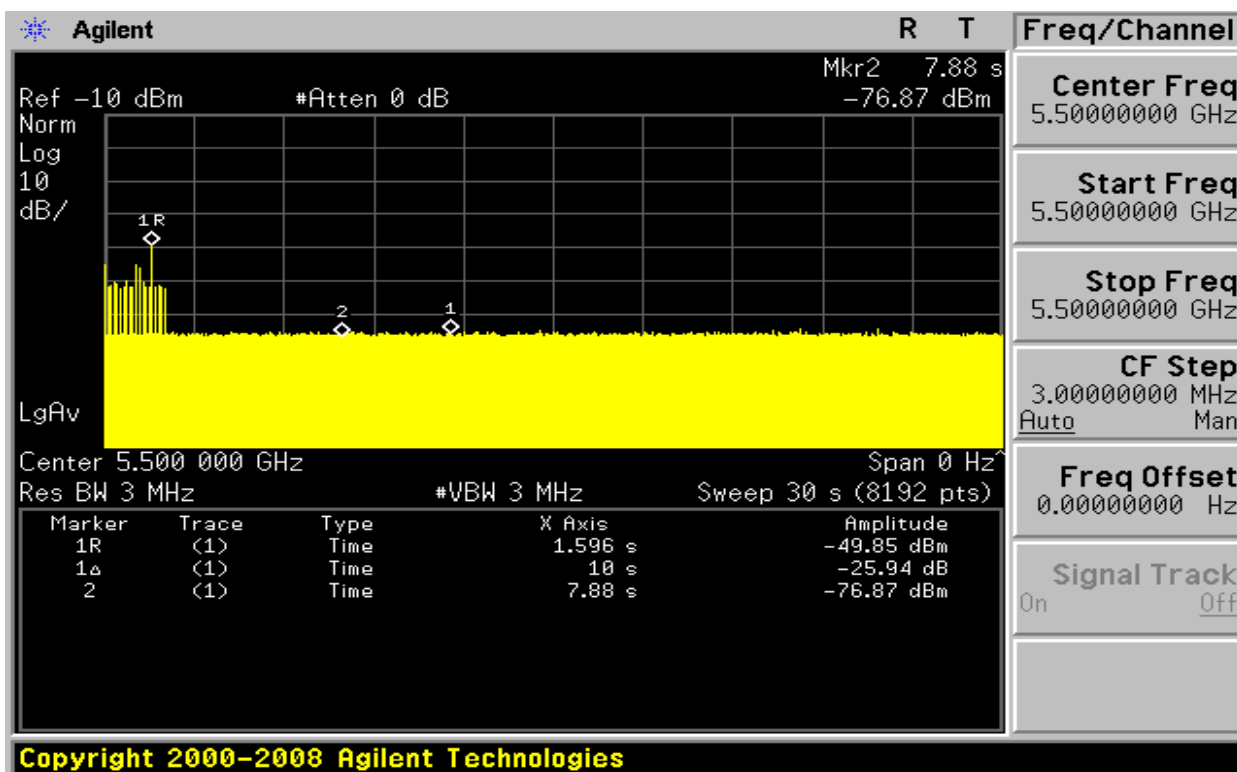 Agilent R T
Mkr2 7.88 s
Ref -10 dBm #Atten 0 dB -76.87 dBm
Norm
Log
10
dB/
1R
2
1
LgAv
Center 5.500 000 GHz Span 0 Hz^
Res BW 3 MHz #VBW 3 MHz Sweep 30 s (8192 pts)
Marker Trace Type X Axis Amplitude
1R (1) Time 1.596 s -49.85 dBm
1Δ (1) Time 10 s -25.94 dB
2 (1) Time 7.88 s -76.87 dBm
Freq/Channel
Center Freq
5.50000000 GHz
Start Freq
5.50000000 GHz
Stop Freq
5.50000000 GHz
CF Step
3.00000000 MHz
Auto Man
Freq Offset
0.00000000 Hz
Signal Track
On Off
Copyright 2000-2008 Agilent Technologies